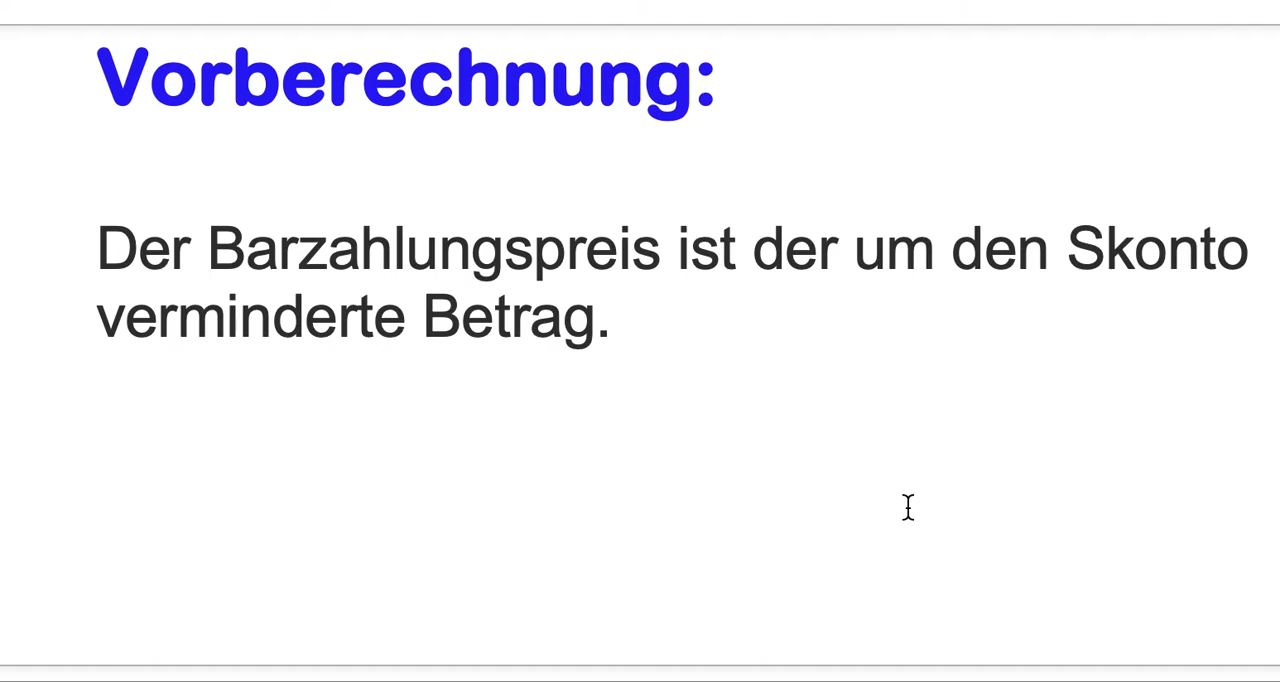 Vorberechnung:
Der Barzahlungspreis ist der um den Skonto
verminderte Betrag.